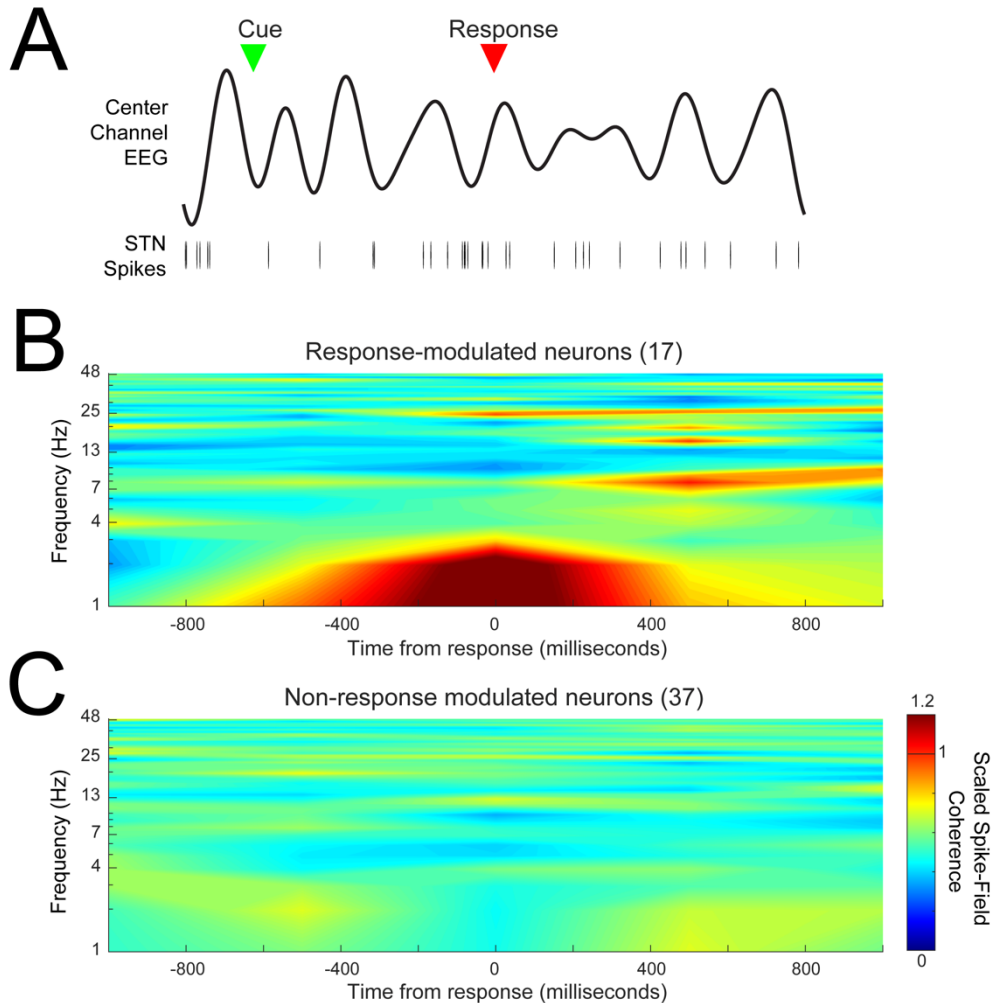 A
Cue
Response
Center
Channel
EEG
STN
Spikes
B
Response-modulated neurons (17)
48
25
13
7
4
1
Frequency (Hz)
-800
-400
0
400
800
Time from response (milliseconds)
C
Non-response modulated neurons (37)
48
25
13
7
4
1
Frequency (Hz)
-800
-400
0
400
800
Time from response (milliseconds)
1.2
1
0
Scaled Spike-Field
Coherence